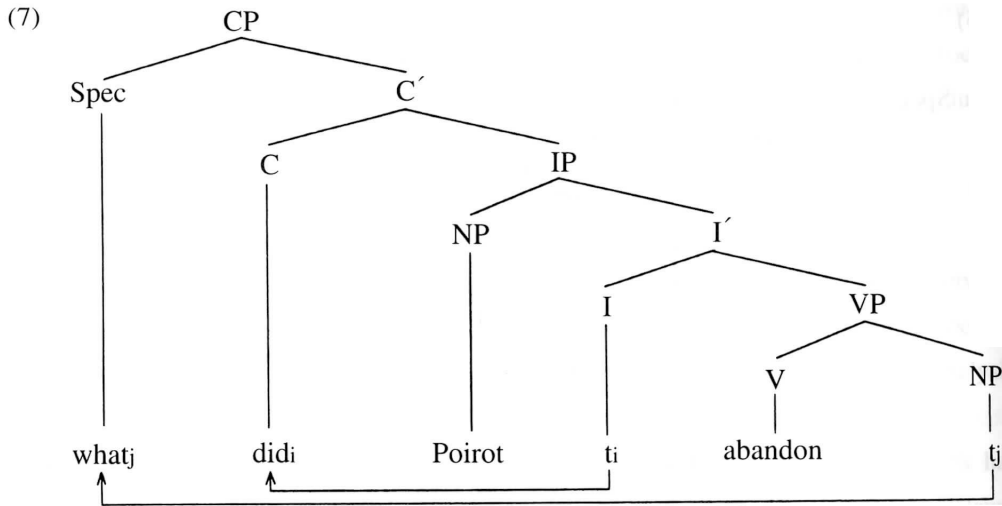 (7)
CP
Spec C´
C IP
NP I´
I VP
V NP
whatj didi Poirot ti abandon tj